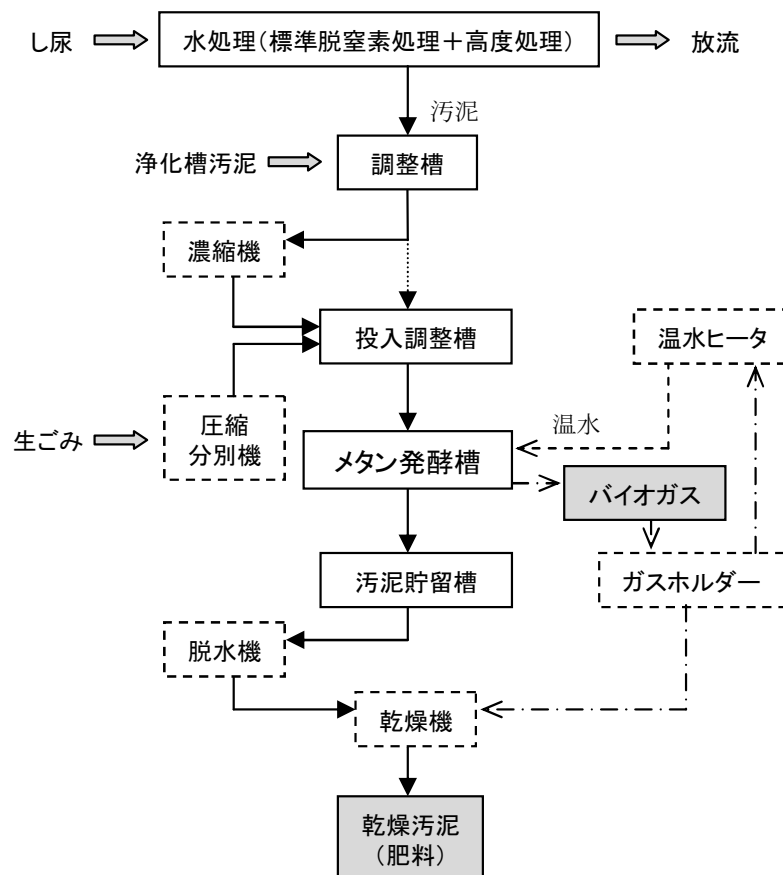 し尿
水処理（標準脱窒素処理＋高度処理）
放流
汚泥
浄化槽汚泥
調整槽
濃縮機
投入調整槽
温水ヒータ
生ごみ
圧縮
分別機
温水
メタン発酵槽
バイオガス
汚泥貯留槽
ガスホルダー
脱水機
乾燥機
乾燥汚泥
（肥料）